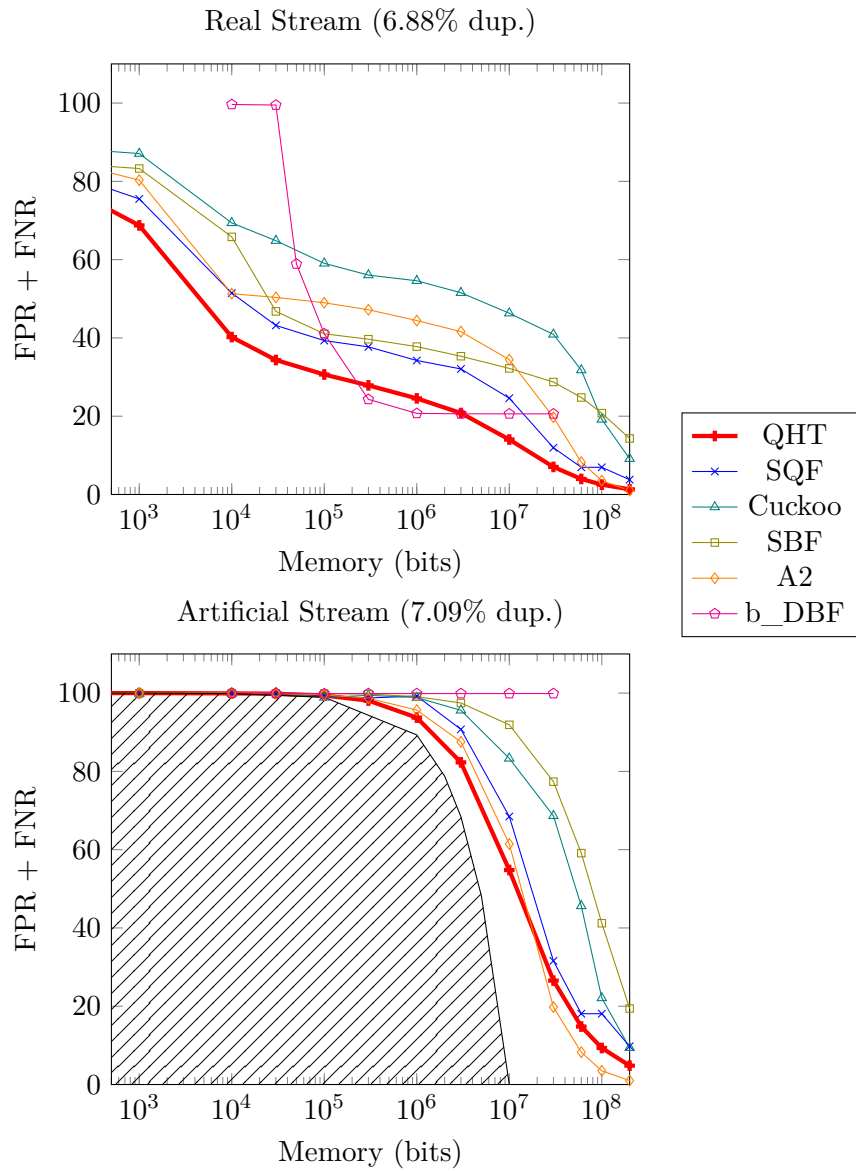 Real Stream (6.88% dup.)
FPR + FNR
100
80
60
40
20
0
10^3 10^4 10^5 10^6 10^7 10^8
Memory (bits)
QHT
SQF
Cuckoo
SBF
A2
b_DBF
Artificial Stream (7.09% dup.)
FPR + FNR
100
80
60
40
20
0
10^3 10^4 10^5 10^6 10^7 10^8
Memory (bits)